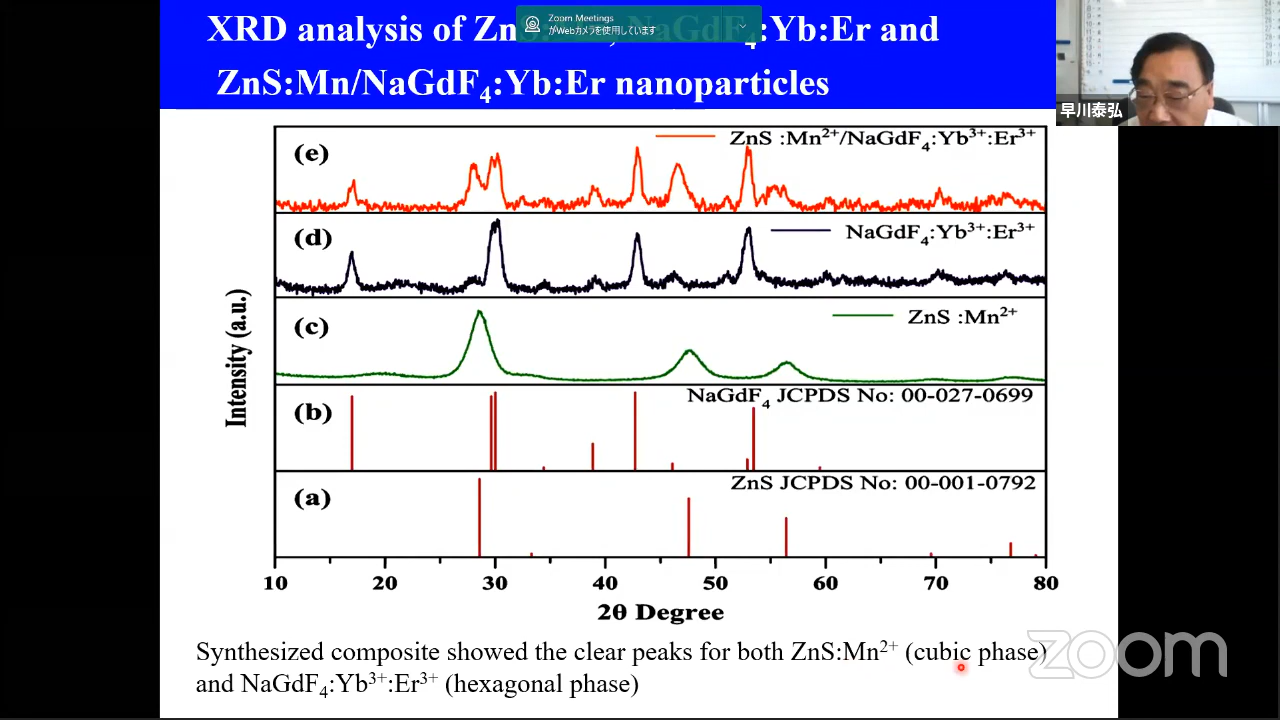 XRD analysis of ZnS:Mn, NaGdF₄:Yb:Er and
ZnS:Mn/NaGdF₄:Yb:Er nanoparticles
Zoom Meetings
がWebカメラを使用しています
早川泰弘
(e)
ZnS :Mn²⁺/NaGdF₄:Yb³⁺:Er³⁺
(d)
NaGdF₄:Yb³⁺:Er³⁺
(c)
ZnS :Mn²⁺
(b)
NaGdF₄ JCPDS No: 00-027-0699
(a)
ZnS JCPDS No: 00-001-0792
Intensity (a.u.)
10 20 30 40 50 60 70 80
2θ Degree
Synthesized composite showed the clear peaks for both ZnS:Mn²⁺ (cubic phase)
and NaGdF₄:Yb³⁺:Er³⁺ (hexagonal phase)
zoom